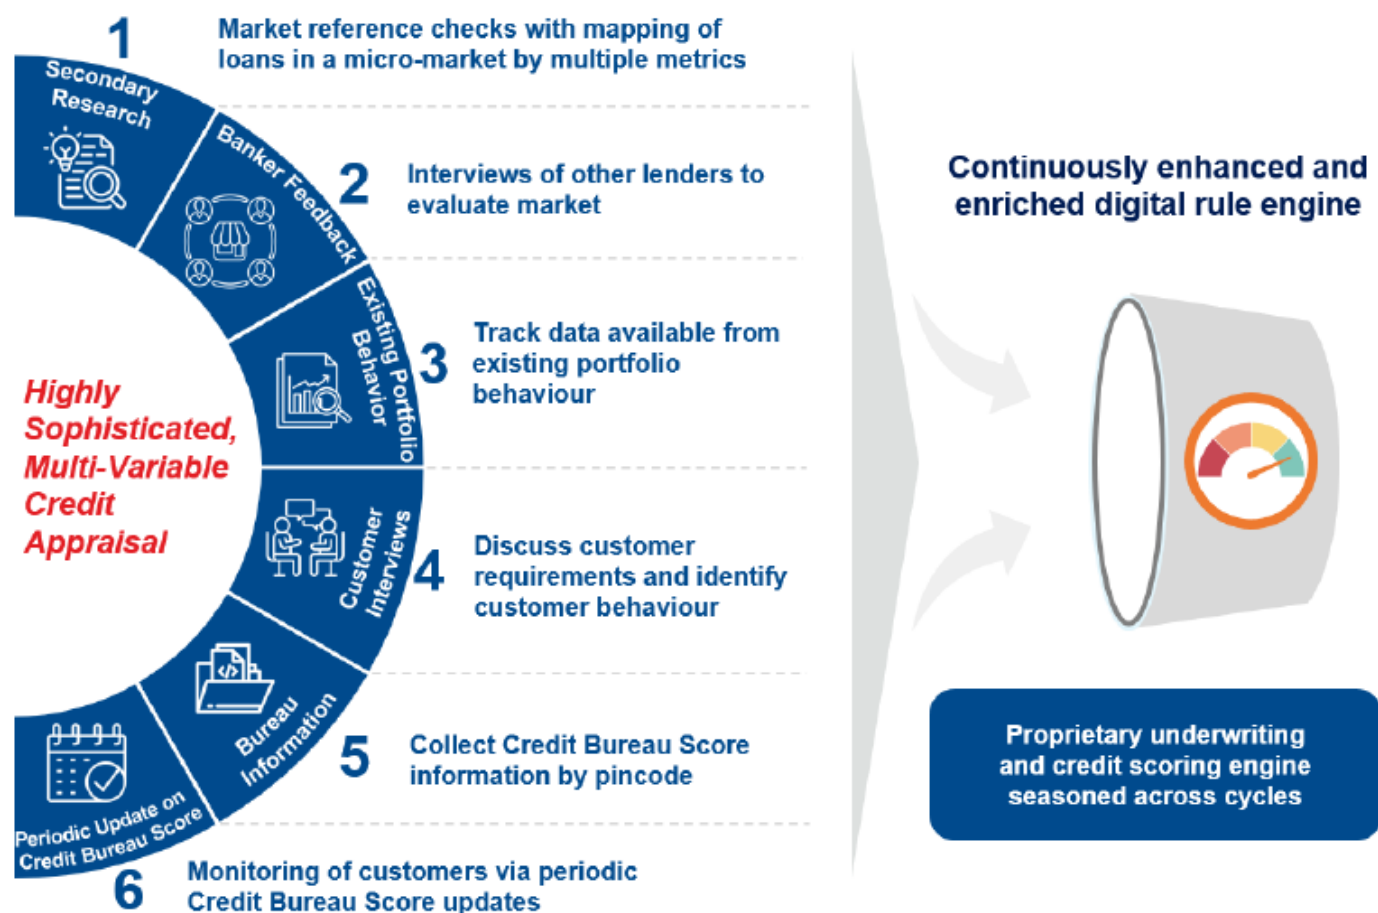 1
Market reference checks with mapping of
loans in a micro-market by multiple metrics
Secondary
Research
Banker Feedback
2
Interviews of other lenders to
evaluate market
Existing Portfolio
Behavior
3
Track data available from
existing portfolio
behaviour
Highly
Sophisticated,
Multi-Variable
Credit
Appraisal
Customer
Interviews
4
Discuss customer
requirements and identify
customer behaviour
Bureau
Information
5
Collect Credit Bureau Score
information by pincode
Periodic Update on
Credit Bureau Score
6
Monitoring of customers via periodic
Credit Bureau Score updates
Continuously enhanced and
enriched digital rule engine
Proprietary underwriting
and credit scoring engine
seasoned across cycles